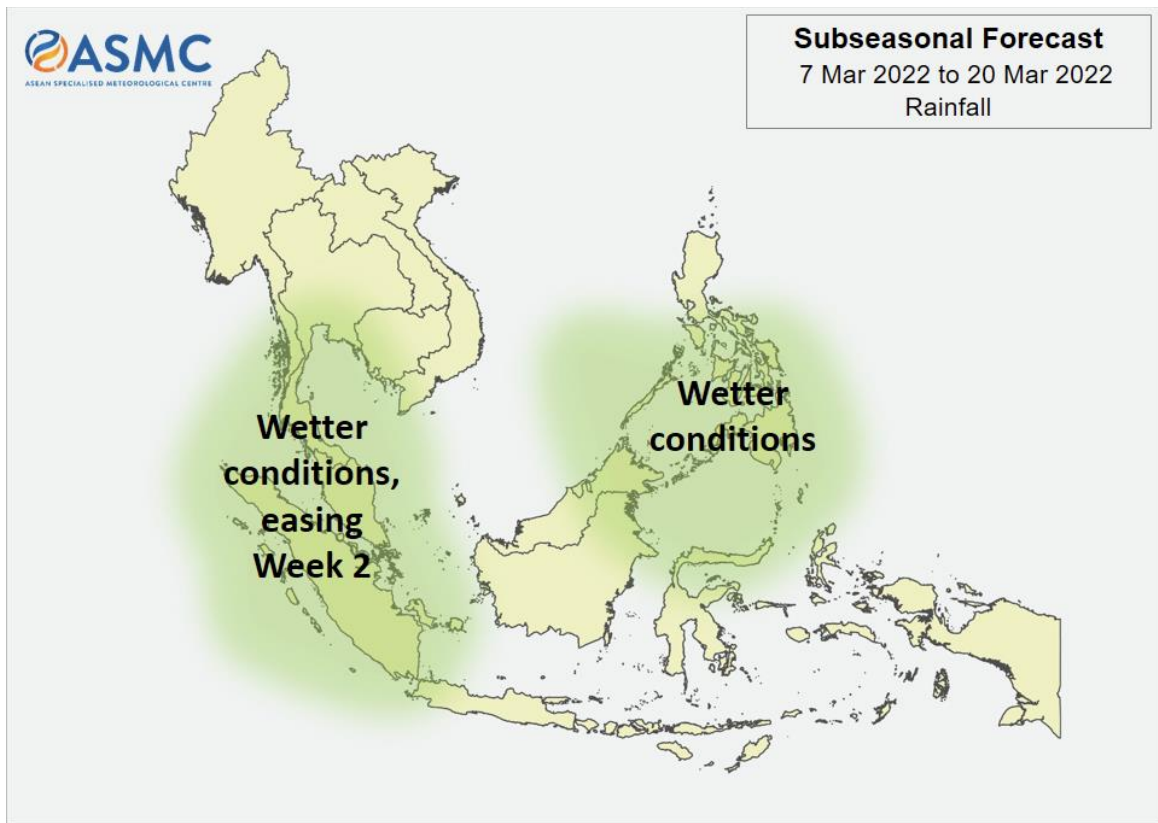 ASMC
ASEAN SPECIALISED METEOROLOGICAL CENTRE
Subseasonal Forecast
7 Mar 2022 to 20 Mar 2022
Rainfall
Wetter
conditions,
easing
Week 2
Wetter
conditions